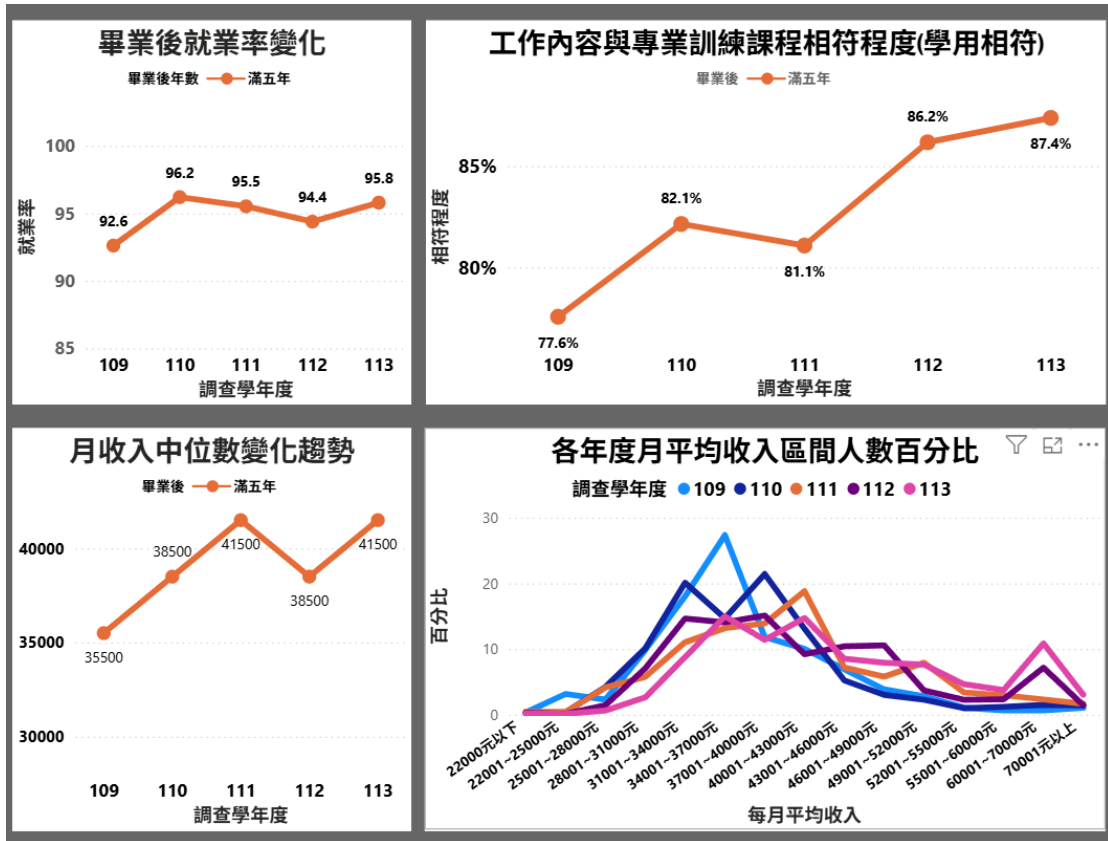 畢業後就業率變化
畢業後年數 滿五年
就業率
100
95
90
85
92.6
96.2
95.5
94.4
95.8
109 110 111 112 113
調查學年度
工作內容與專業訓練課程相符程度(學用相符)
畢業後 滿五年
相符程度
85%
80%
77.6%
82.1%
81.1%
86.2%
87.4%
109 110 111 112 113
調查學年度
月收入中位數變化趨勢
畢業後 滿五年
40000
35000
30000
35500
38500
41500
38500
41500
109 110 111 112 113
調查學年度
各年度月平均收入區間人數百分比
調查學年度 109 110 111 112 113
百分比
30
20
10
0
22000元以下
22001~25000元
25001~28000元
28001~31000元
31001~34000元
34001~37000元
37001~40000元
40001~43000元
43001~46000元
46001~49000元
49001~52000元
52001~55000元
55001~60000元
60001~70000元
70001元以上
每月平均收入